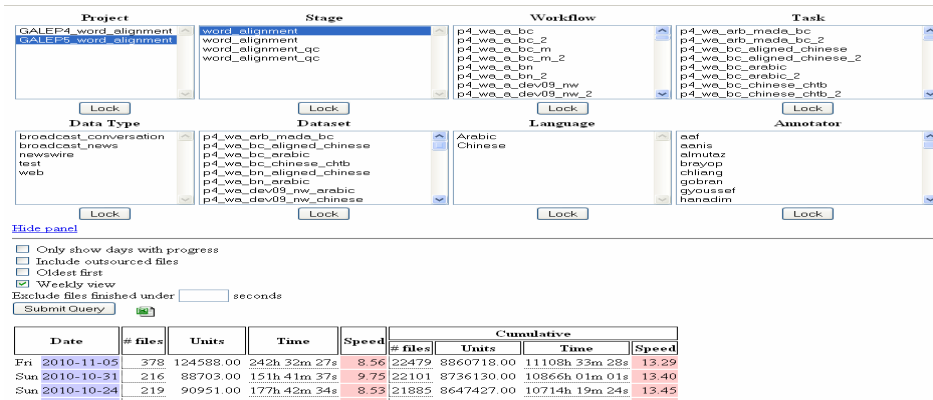 Project Stage Workflow Task
GALEP4_word_alignment word_alignment p4_wa_a_bc p4_wa_arb_mada_bc
GALEP5_word_alignment word_alignment p4_wa_a_bc_2 p4_wa_arb_mada_bc_2
word_alignment_qc p4_wa_a_bc_m p4_wa_bc_aligned_chinese
word_alignment_qc p4_wa_a_bc_m_2 p4_wa_bc_aligned_chinese_2
p4_wa_a_bn p4_wa_bc_arabic
p4_wa_a_bn_2 p4_wa_bc_arabic_2
p4_wa_a_dev09_nw p4_wa_bc_chinese_chtb
p4_wa_a_dev09_nw_2 p4_wa_bc_chinese_chtb_2
Lock Lock Lock Lock
Data Type Dataset Language Annotator
broadcast_conversation p4_wa_arb_mada_bc Arabic aaf
broadcast_news p4_wa_bc_aligned_chinese Chinese aanis
newswire p4_wa_bc_arabic almutaz
test p4_wa_bc_chinese_chtb brayop
web p4_wa_bn_aligned_chinese chliang
p4_wa_bn_arabic gobran
p4_wa_dev09_nw_arabic gyoussef
p4_wa_dev09_nw_chinese hanadim
Lock Lock Lock Lock
Hide panel
Only show days with progress
Include outsourced files
Oldest first
Weekly view
Exclude files finished under seconds
Submit Query
Date # files Units Time Speed Cumulative
# files Units Time Speed
Fri 2010-11-05 378 124588.00 242h 32m 27s 8.56 22479 8860718.00 11108h 33m 28s 13.29
Sun 2010-10-31 216 88703.00 151h 41m 37s 9.75 22101 8736130.00 10866h 01m 01s 13.40
Sun 2010-10-24 219 90951.00 177h 42m 34s 8.53 21885 8647427.00 10714h 19m 24s 13.45